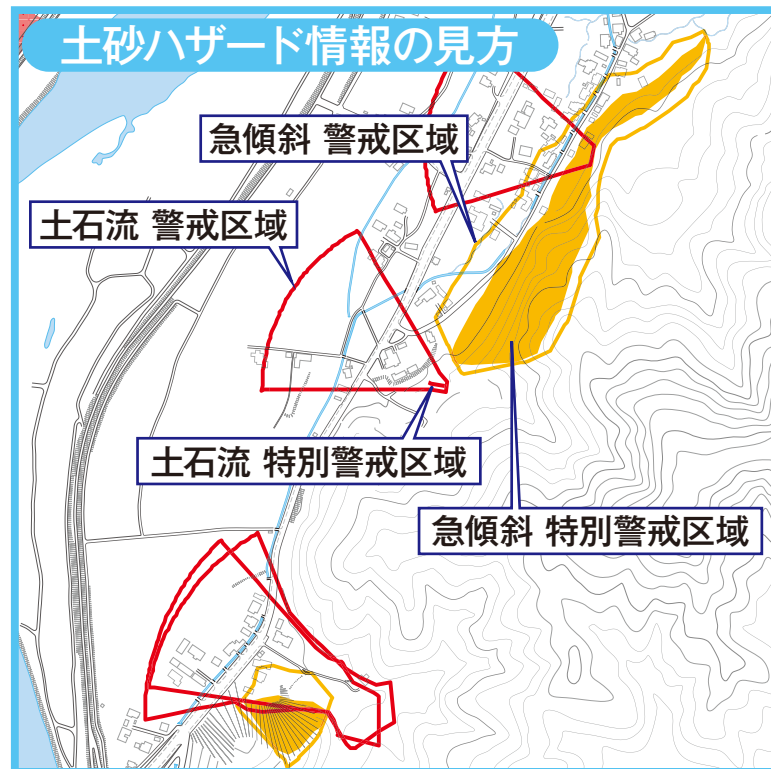 土砂ハザード情報の見方
急傾斜 警戒区域
土石流 警戒区域
土石流 特別警戒区域
急傾斜 特別警戒区域